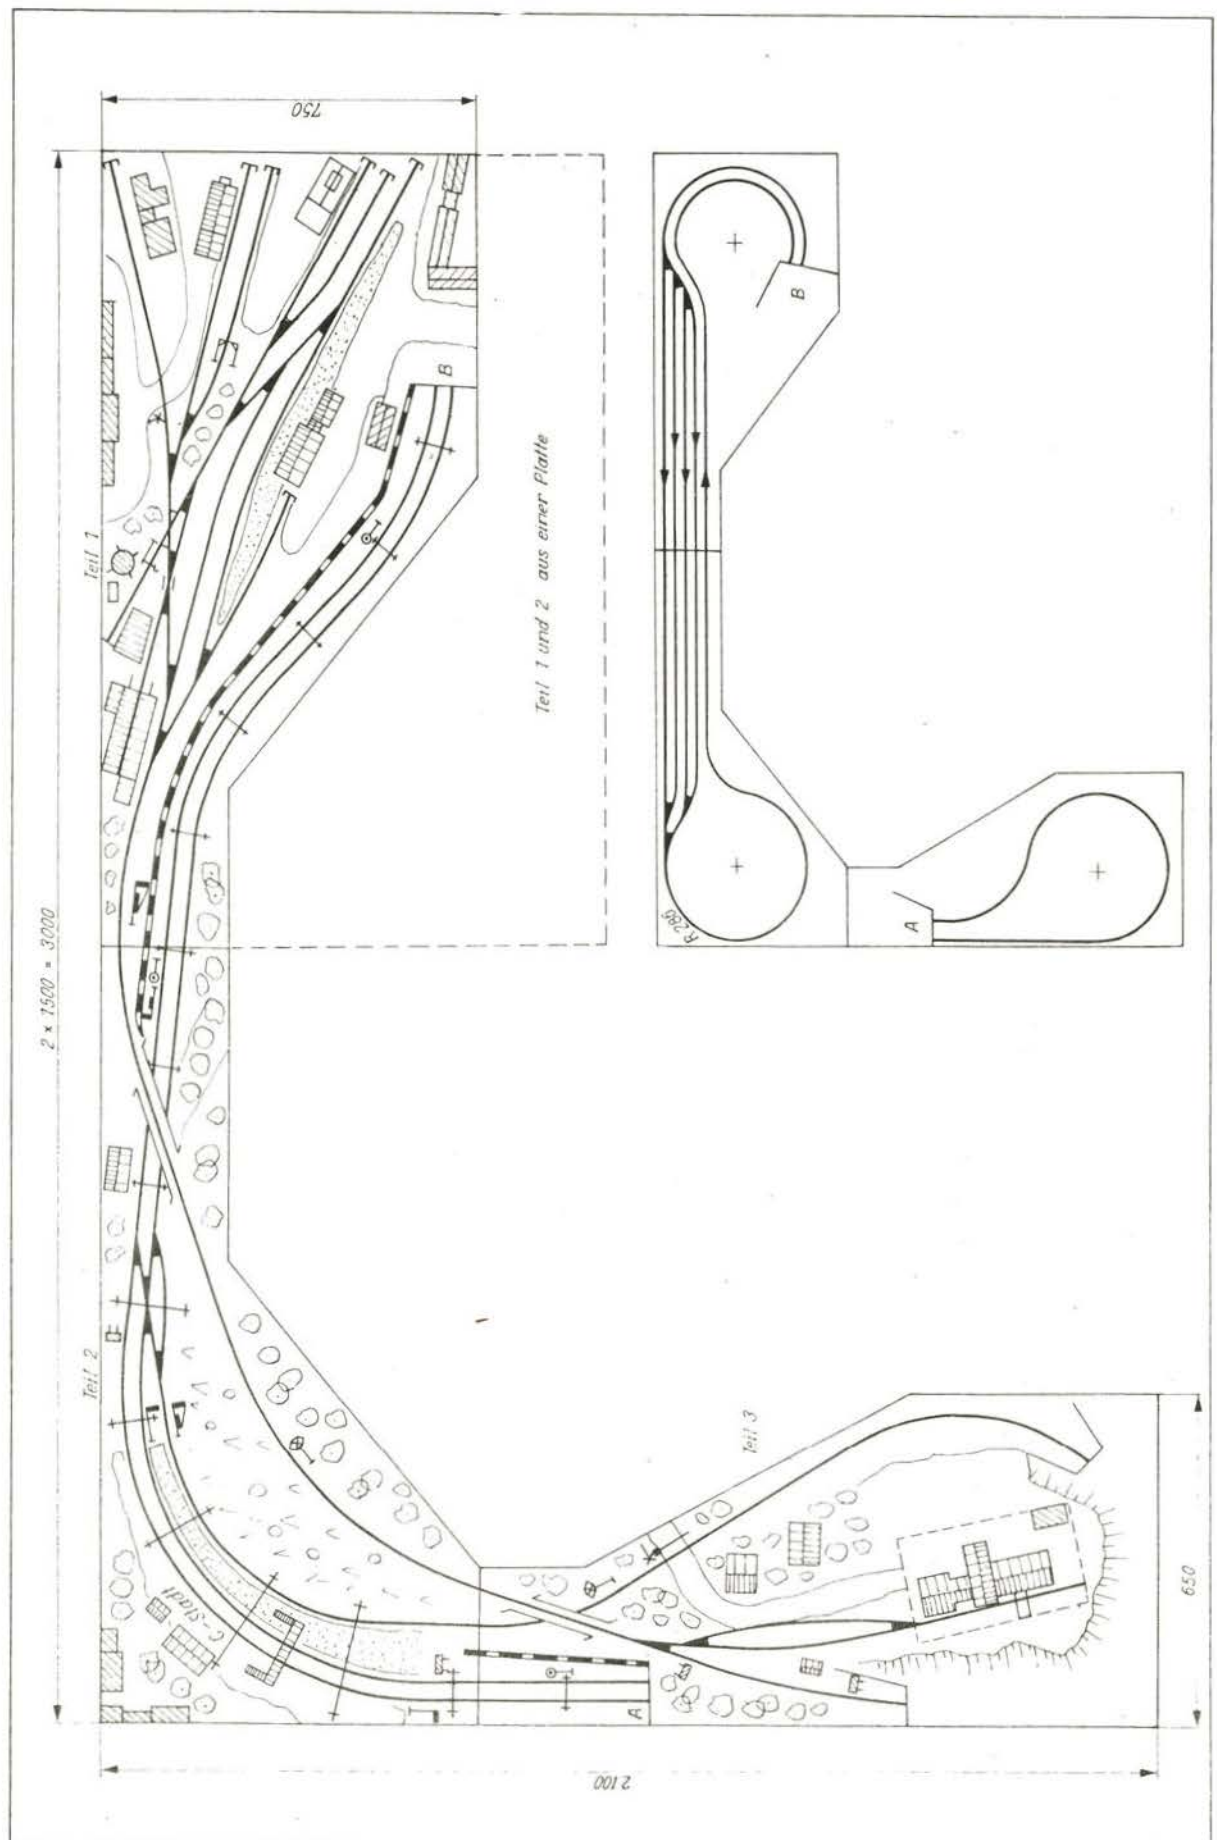 750
Teil 1
B
Teil 1 und 2 aus einer Platte
B
2 x 1500 = 3000
R 286
A
Teil 2
Teil 3
C-Stadt
A
650
2100